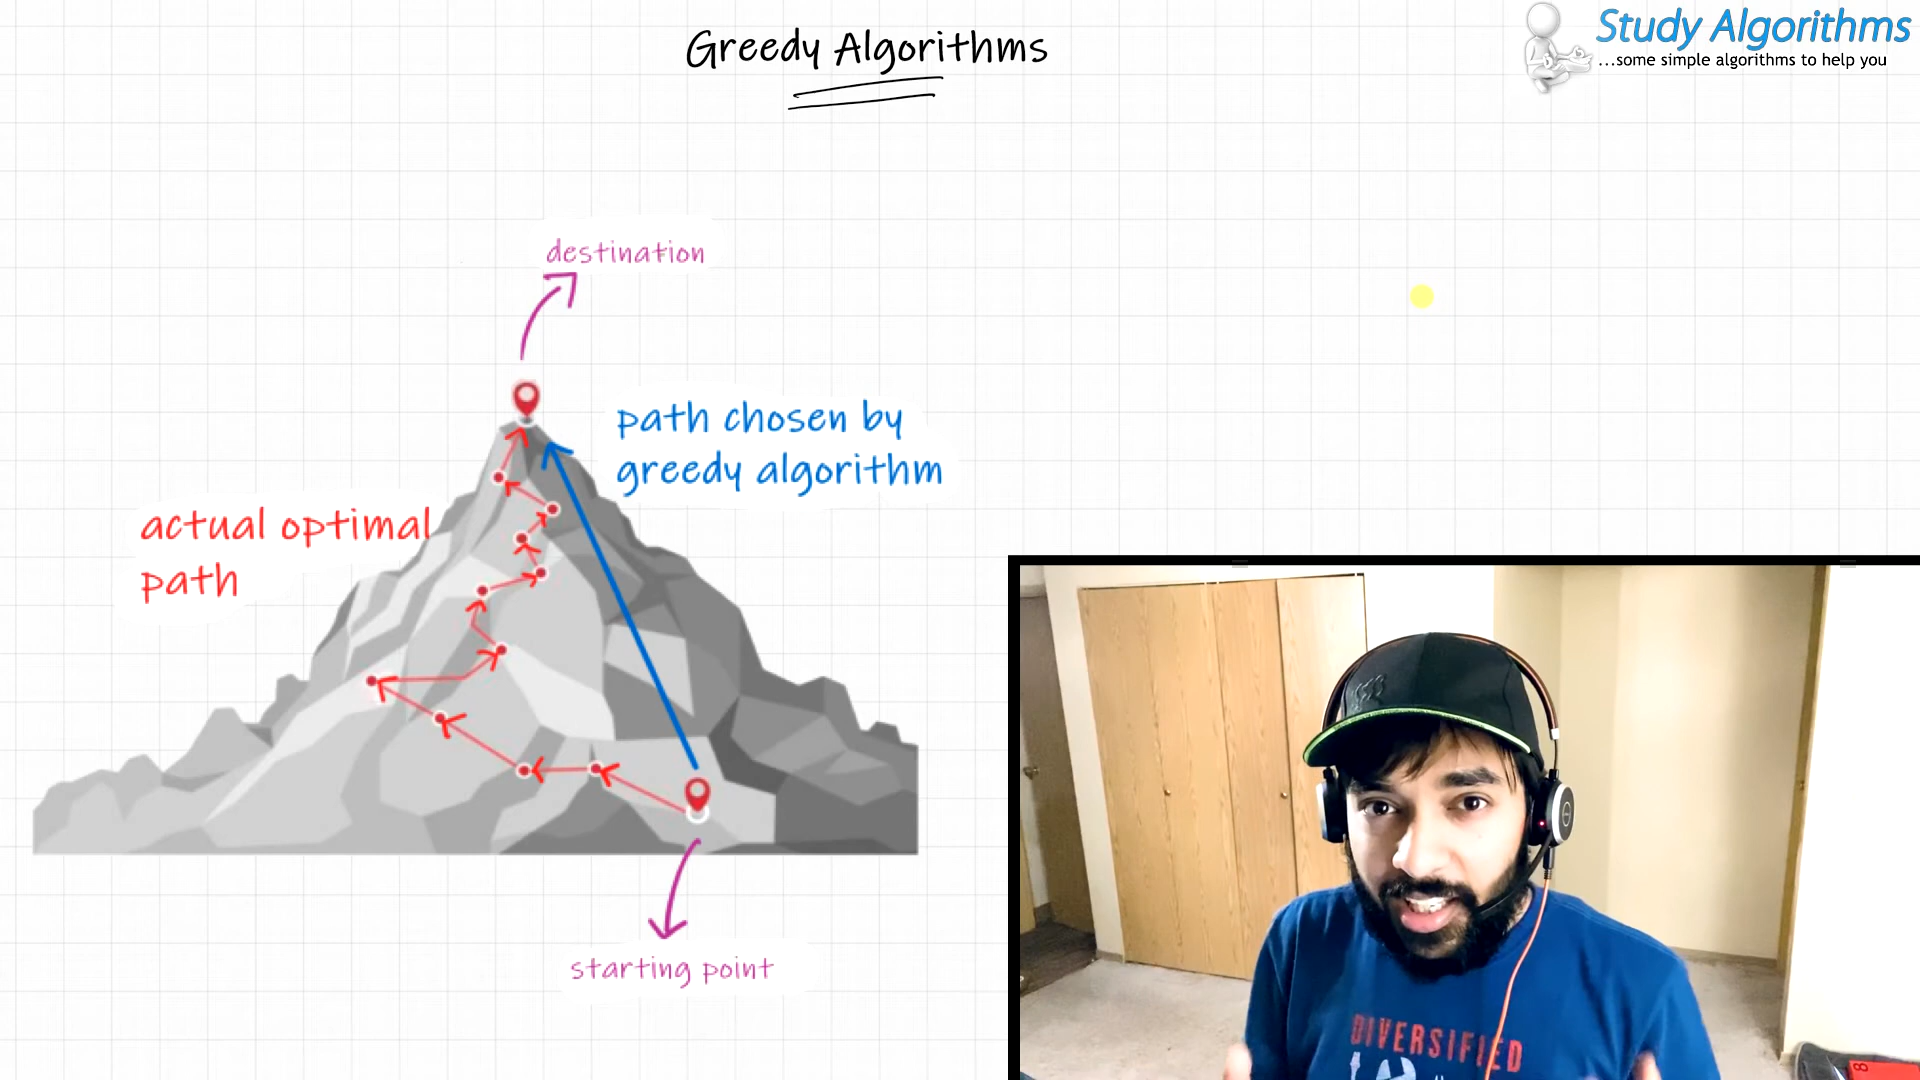 Greedy Algorithms
Study Algorithms
...some simple algorithms to help you
destination
path chosen by
greedy algorithm
actual optimal
path
starting point
DIVERSIFIED